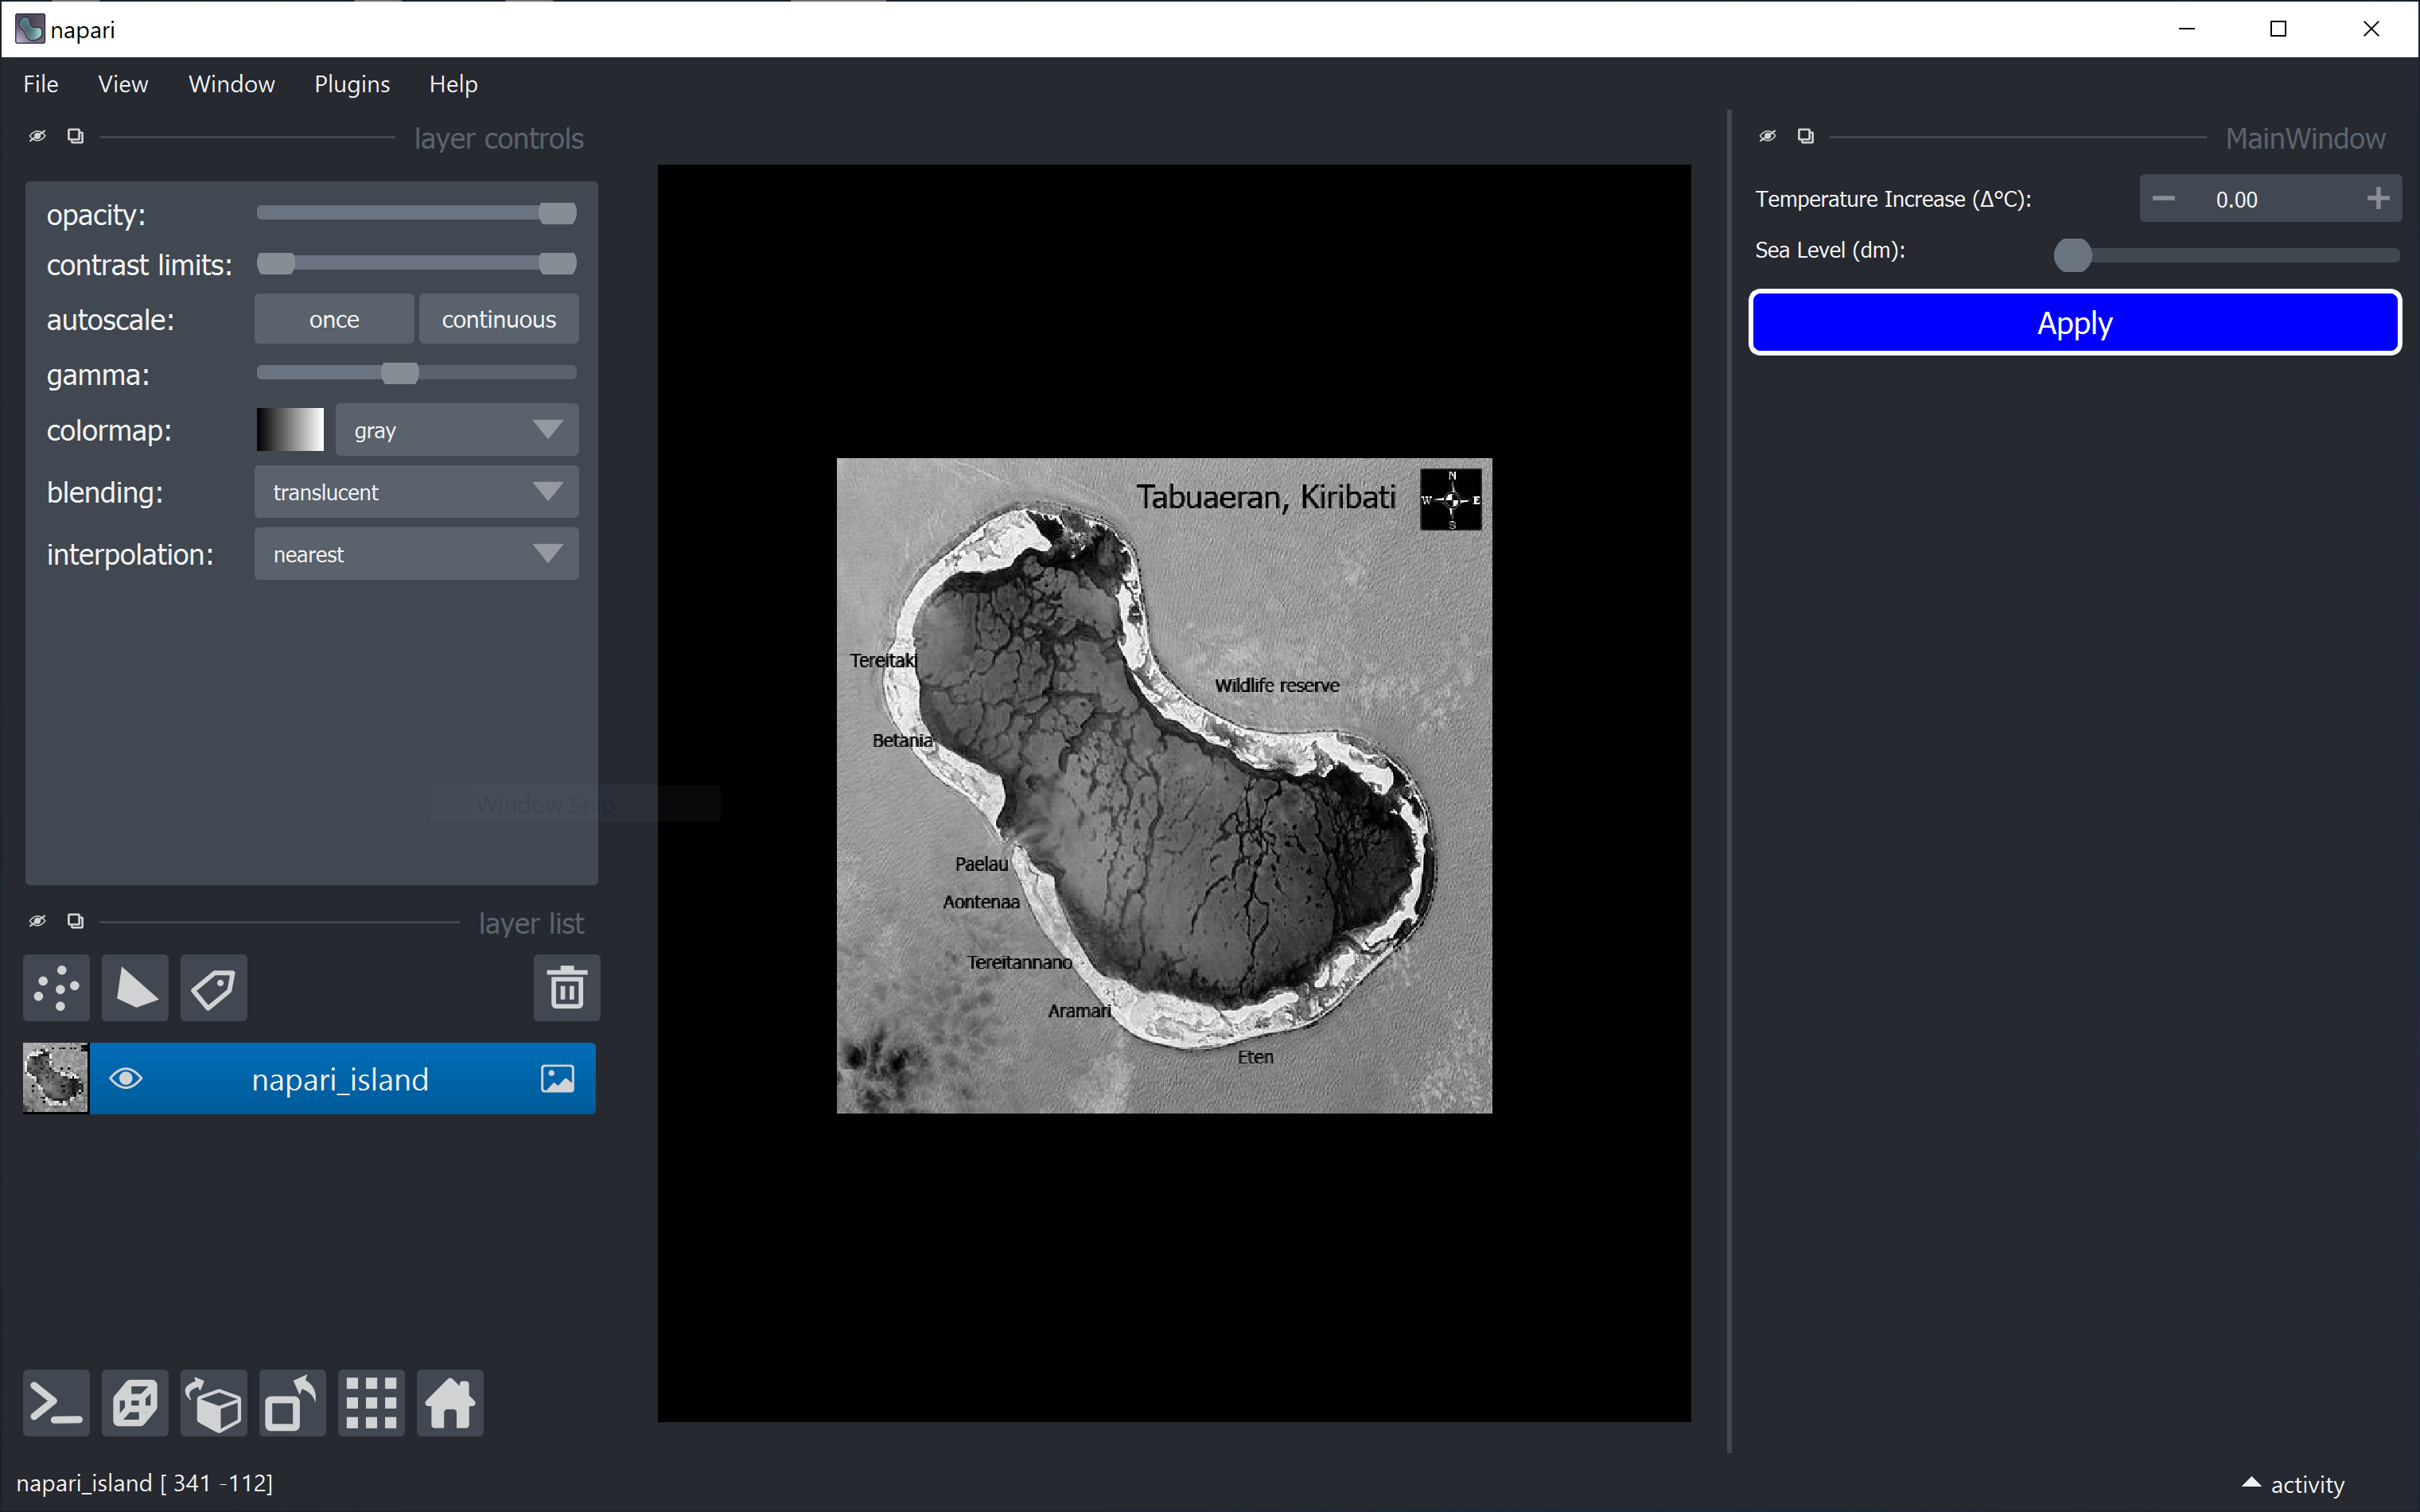 napari
File View Window Plugins Help
layer controls
opacity:
contrast limits:
autoscale: once continuous
gamma:
colormap: gray
blending: translucent
interpolation: nearest
Window Snip
layer list
napari_island
Tabuaeran, Kiribati
N
W E
S
Tereitaki
Wildlife reserve
Betania
Paelau
Aontenaa
Tereitannano
Aramari
Eten
MainWindow
Temperature Increase (Δ°C): 0.00
Sea Level (dm):
Apply
napari_island [ 341 -112]
activity